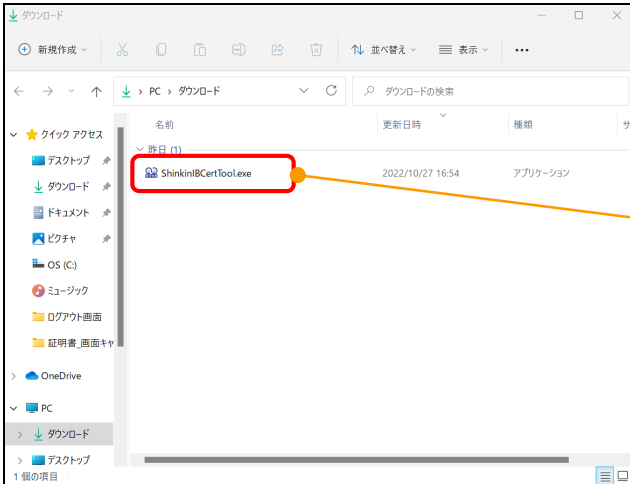 ダウンロード
新規作成
並べ替え
表示
PC
ダウンロード
ダウンロードの検索
名前
更新日時
種類
サ
昨日 (1)
ShinkinIBCertTool.exe
2022/10/27 16:54
アプリケーション
クイック アクセス
デスクトップ
ダウンロード
ドキュメント
ピクチャ
OS (C:)
ミュージック
ログアウト画面
証明書_画面キャ
OneDrive
PC
ダウンロード
デスクトップ
1 個の項目